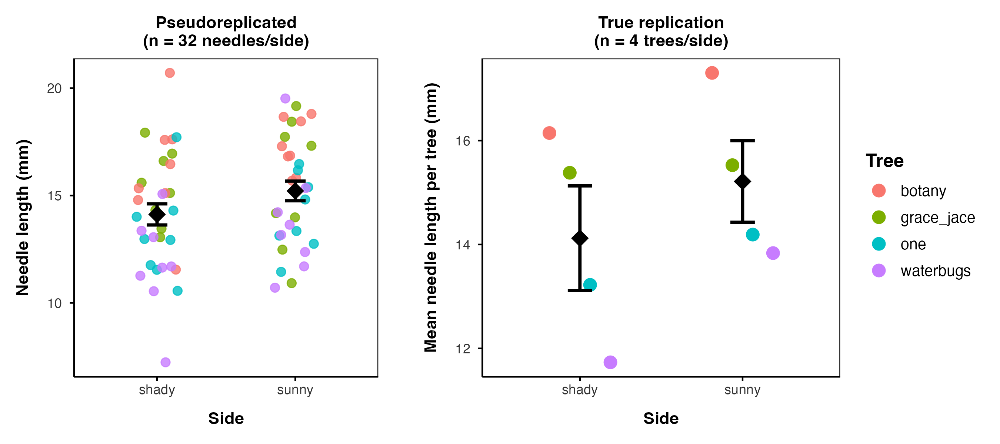 Pseudoreplicated
(n = 32 needles/side)
Needle length (mm)
20
15
10
shady
sunny
Side
True replication
(n = 4 trees/side)
Mean needle length per tree (mm)
16
14
12
shady
sunny
Side
Tree
botany
grace_jace
one
waterbugs